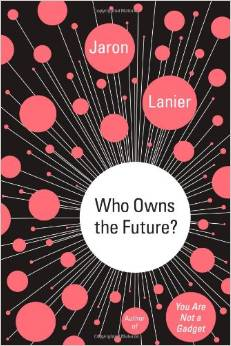 Jaron
Lanier
Who Owns
the Future?
Author
of
You Are
Not a
Gadget